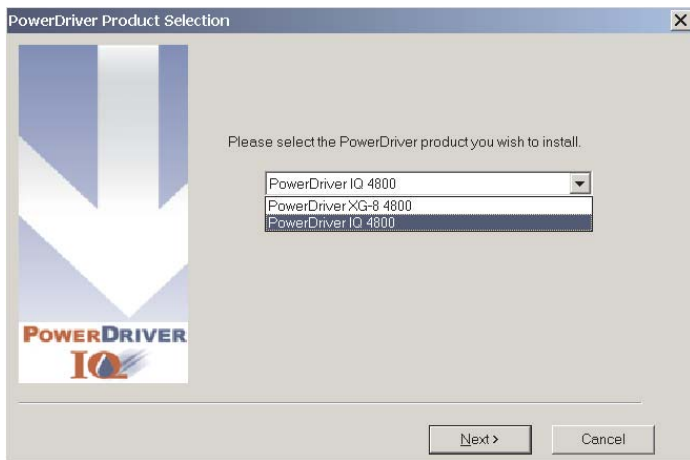 PowerDriver Product Selection
Please select the PowerDriver product you wish to install.
PowerDriver IQ 4800
PowerDriver XG-8 4800
PowerDriver IQ 4800
POWERDRIVER
IQ
Next >
Cancel